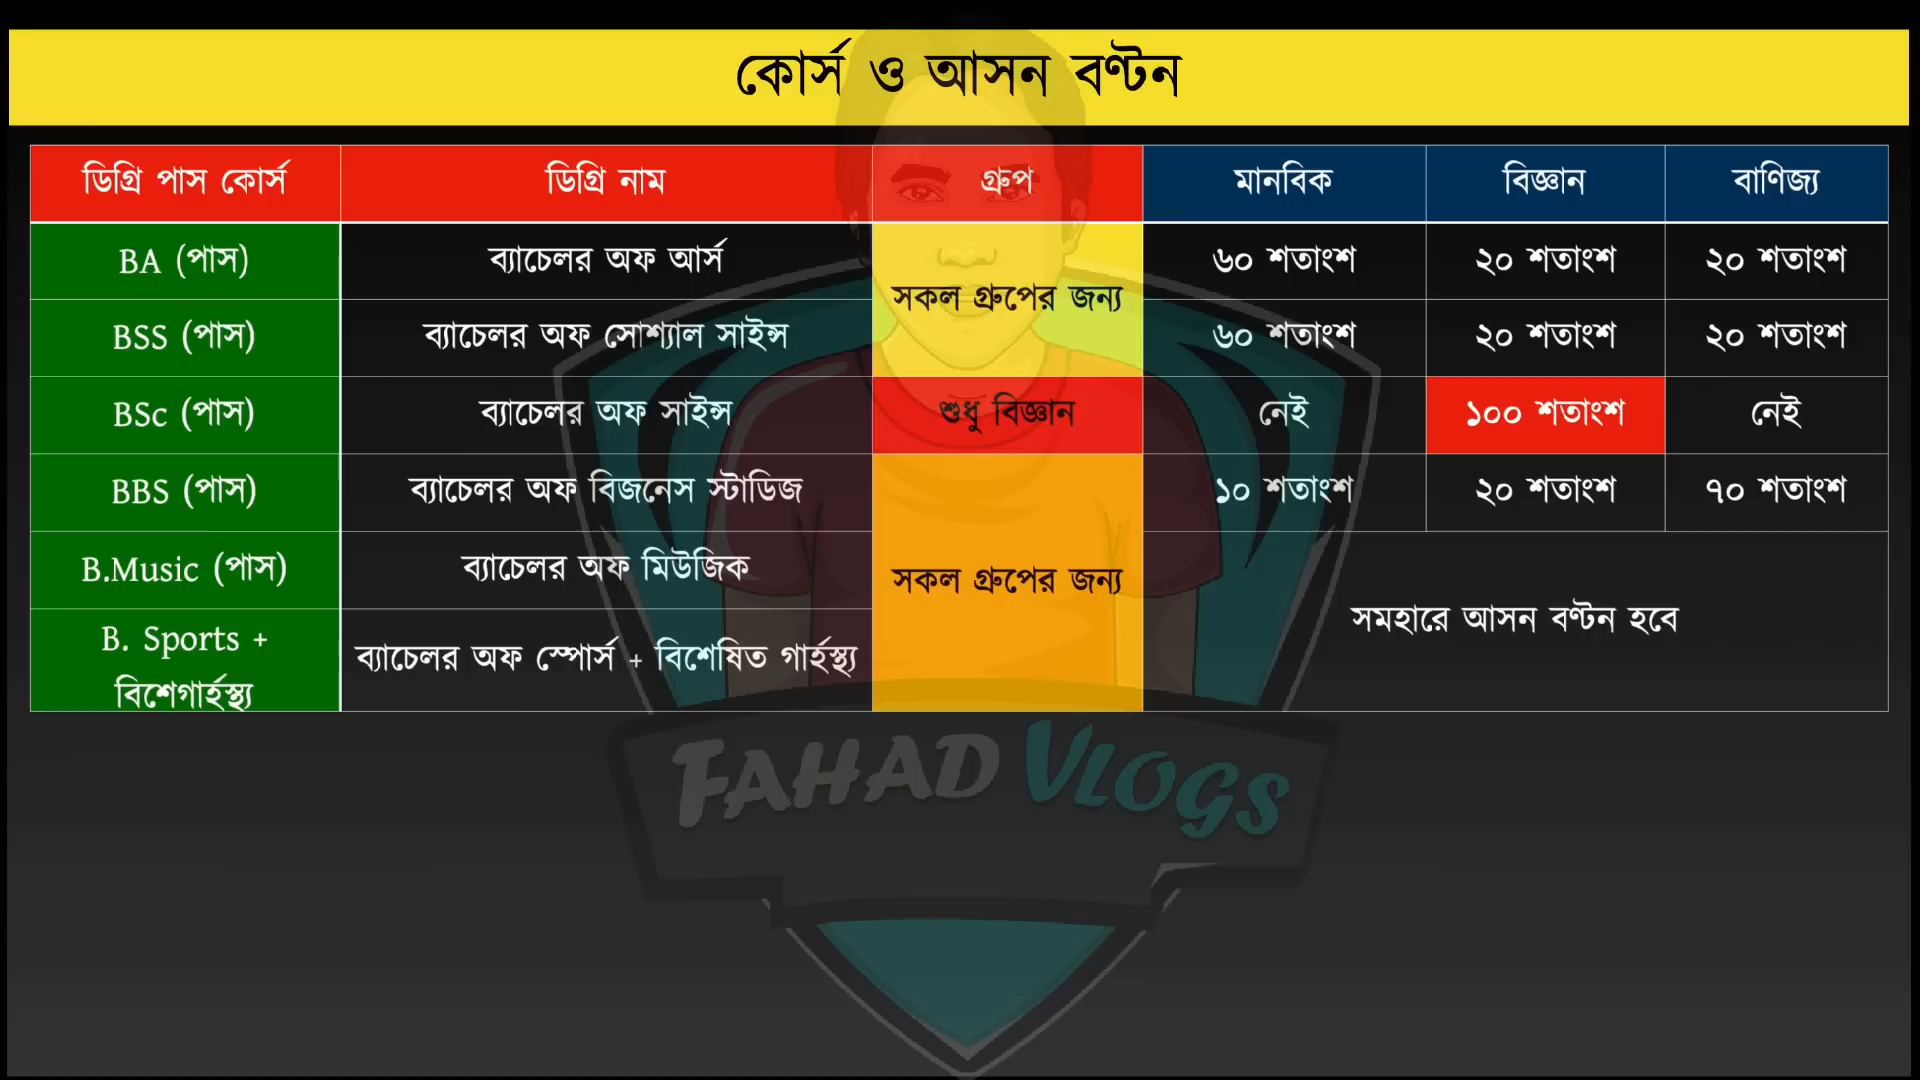 কোর্স ও আসন বণ্টন
ডিগ্রি পাস কোর্স ডিগ্রি নাম গ্রুপ মানবিক বিজ্ঞান বাণিজ্য
BA (পাস) ব্যাচেলর অফ আর্স ৬০ শতাংশ ২০ শতাংশ ২০ শতাংশ
সকল গ্রুপের জন্য
BSS (পাস) ব্যাচেলর অফ সোশ্যাল সাইন্স ৬০ শতাংশ ২০ শতাংশ ২০ শতাংশ
BSc (পাস) ব্যাচেলর অফ সাইন্স শুধু বিজ্ঞান নেই ১০০ শতাংশ নেই
BBS (পাস) ব্যাচেলর অফ বিজনেস স্টাডিজ ১০ শতাংশ ২০ শতাংশ ৭০ শতাংশ
B.Music (পাস) ব্যাচেলর অফ মিউজিক সকল গ্রুপের জন্য
সমহারে আসন বণ্টন হবে
B. Sports +
বিশেগার্হস্থ্য
ব্যাচেলর অফ স্পোর্স + বিশেষিত গার্হস্থ্য
FAHAD VLOGS